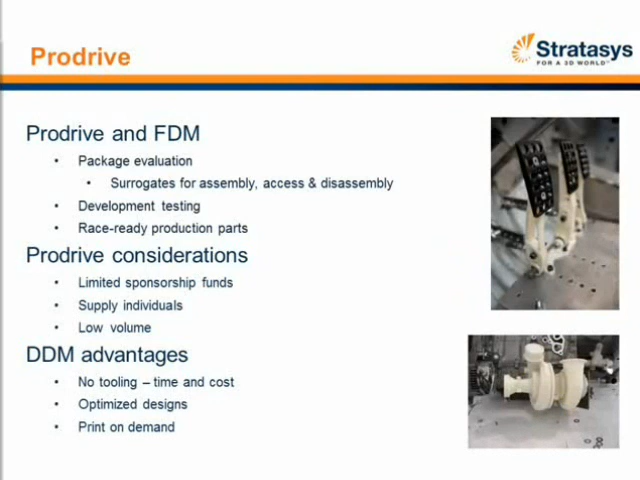 Prodrive
Stratasys
FOR A 3D WORLD™
Prodrive and FDM
• Package evaluation
• Surrogates for assembly, access & disassembly
• Development testing
• Race-ready production parts
Prodrive considerations
• Limited sponsorship funds
• Supply individuals
• Low volume
DDM advantages
• No tooling – time and cost
• Optimized designs
• Print on demand